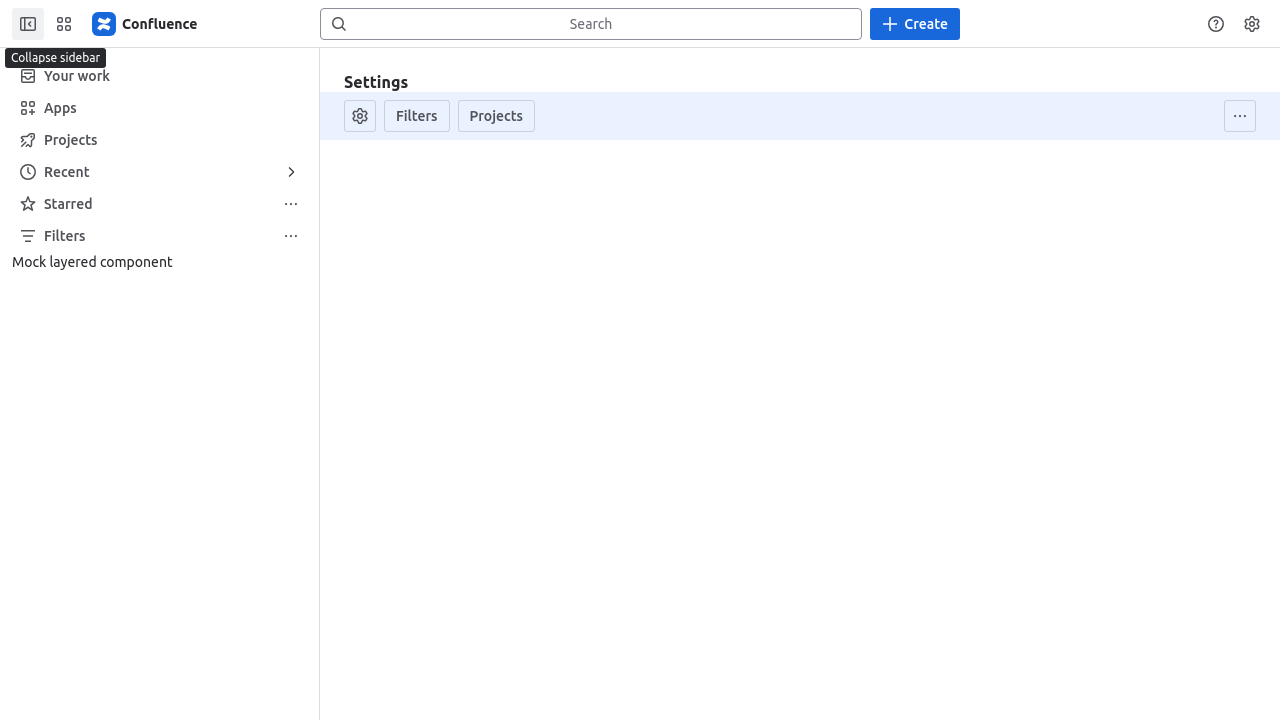 Confluence
Search
Create
Collapse sidebar
Your work
Apps
Projects
Recent
Starred
Filters
Mock layered component
Settings
Filters
Projects